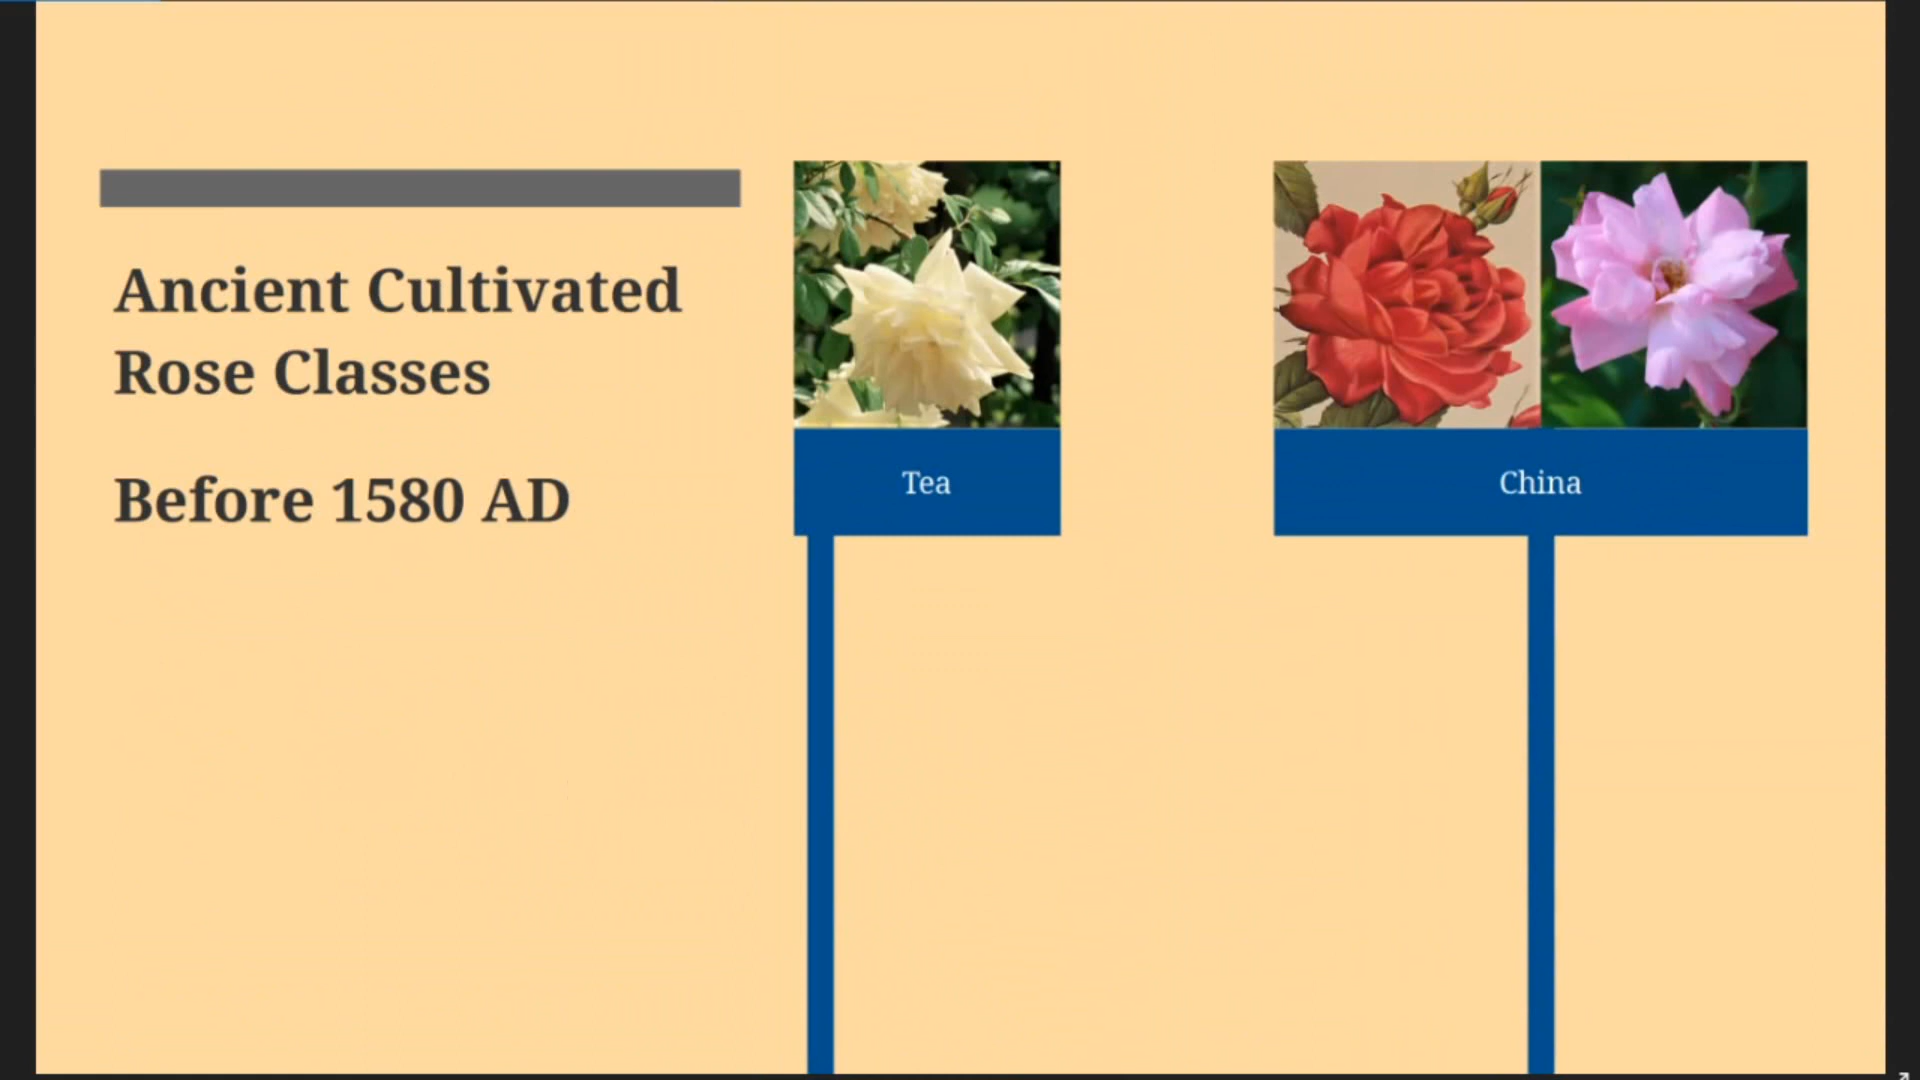 Ancient Cultivated
Rose Classes
Before 1580 AD
Tea
China